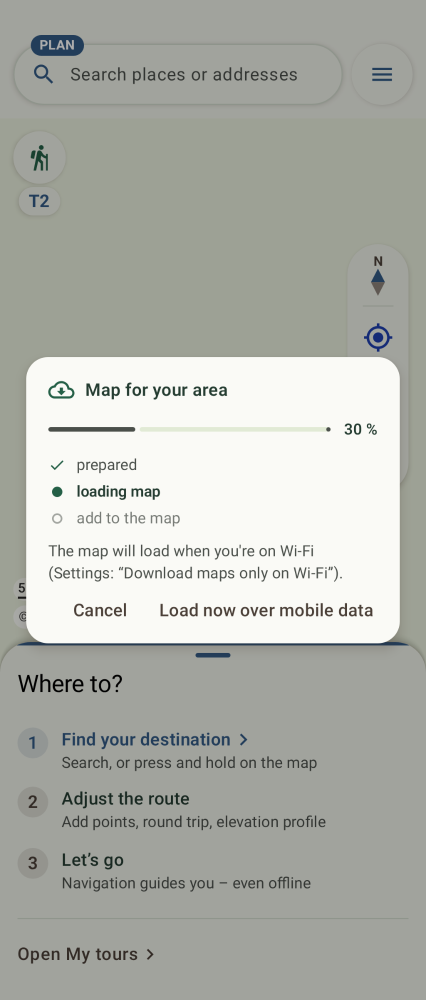 PLAN
Search places or addresses
T2
N
Map for your area
30 %
prepared
loading map
add to the map
The map will load when you're on Wi-Fi
(Settings: “Download maps only on Wi-Fi”).
Cancel
Load now over mobile data
5
©
Where to?
1 Find your destination
Search, or press and hold on the map
2 Adjust the route
Add points, round trip, elevation profile
3 Let’s go
Navigation guides you – even offline
Open My tours